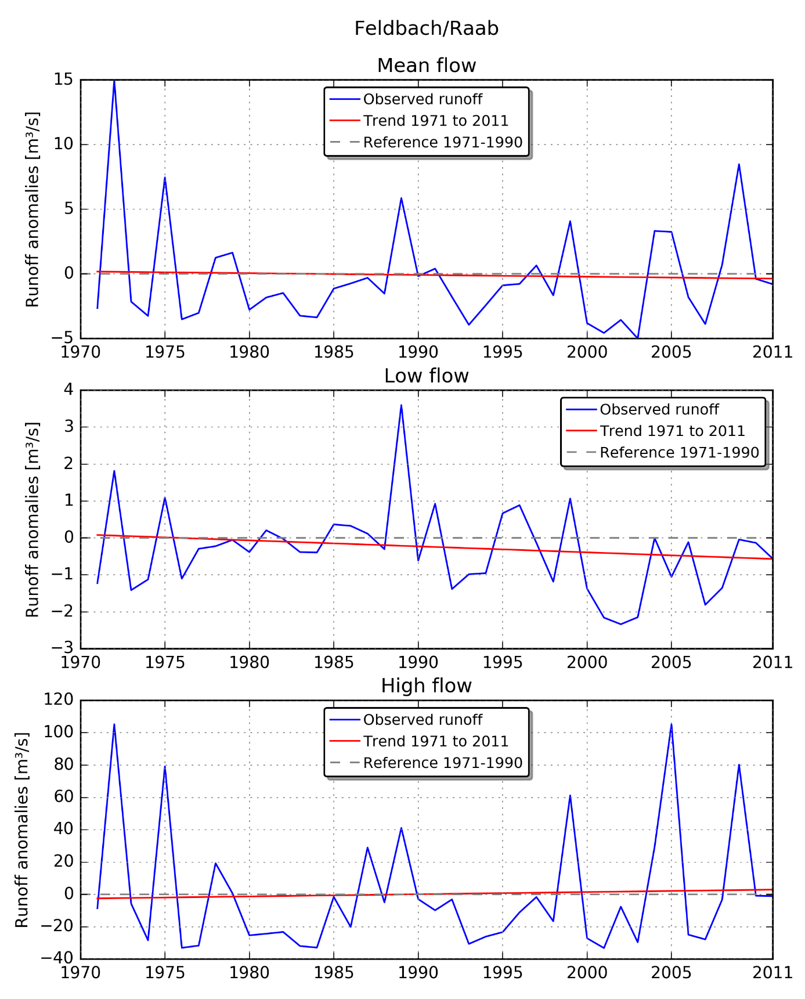 Feldbach/Raab
Mean flow
15
10
5
0
−5
Runoff anomalies [m³/s]
Observed runoff
Trend 1971 to 2011
Reference 1971-1990
1970 1975 1980 1985 1990 1995 2000 2005 2011
Low flow
4
3
2
1
0
−1
−2
−3
Runoff anomalies [m³/s]
Observed runoff
Trend 1971 to 2011
Reference 1971-1990
1970 1975 1980 1985 1990 1995 2000 2005 2011
High flow
120
100
80
60
40
20
0
−20
−40
Runoff anomalies [m³/s]
Observed runoff
Trend 1971 to 2011
Reference 1971-1990
1970 1975 1980 1985 1990 1995 2000 2005 2011